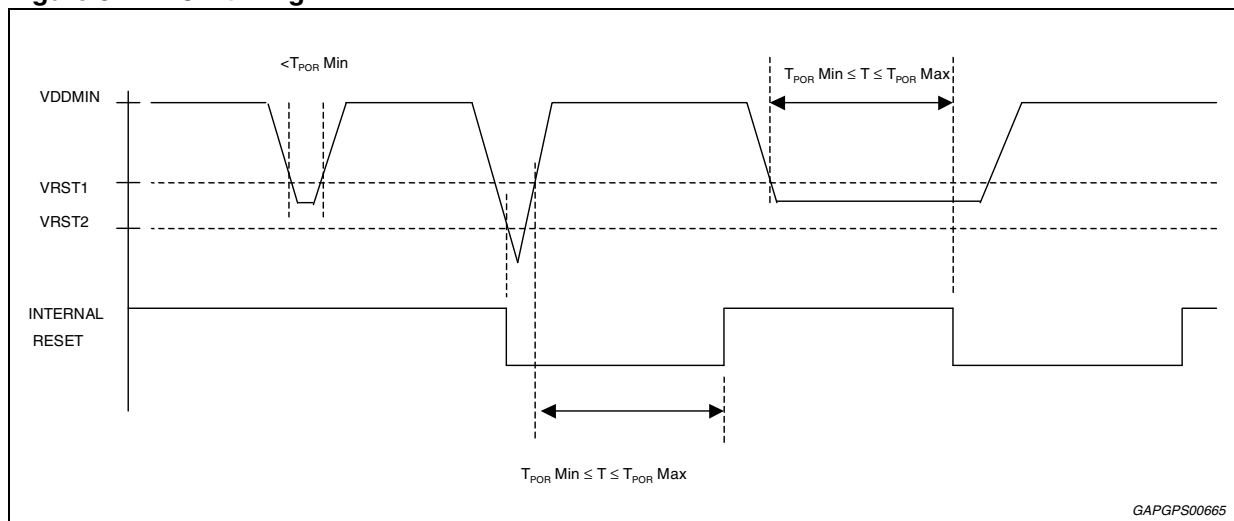 <T_POR Min
T_POR Min ≤ T ≤ T_POR Max
VDDMIN
VRST1
VRST2
INTERNAL
RESET
T_POR Min ≤ T ≤ T_POR Max
GAPGPS00665